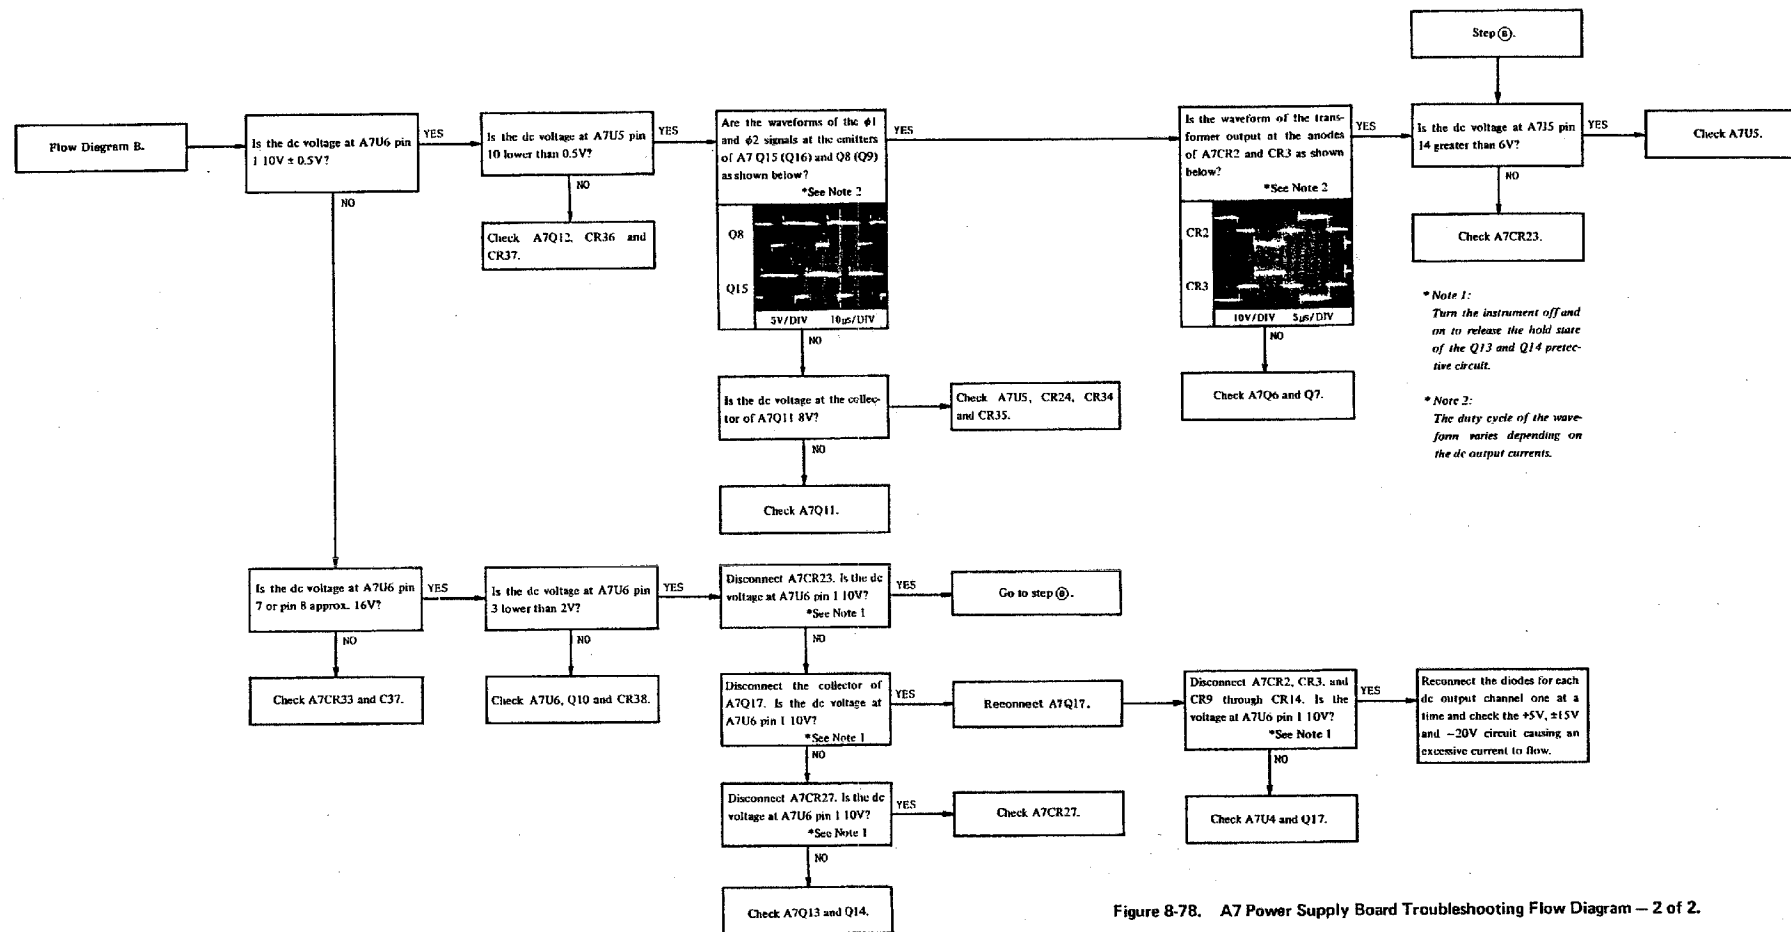 Step Ⓑ.
Flow Diagram B.
Is the dc voltage at A7U6 pin
1 10V ± 0.5V?
YES
NO
Is the dc voltage at A7U5 pin
10 lower than 0.5V?
YES
NO
Check A7Q12, CR36 and
CR37.
Are the waveforms of the ϕ1
and ϕ2 signals at the emitters
of A7 Q15 (Q16) and Q8 (Q9)
as shown below?
*See Note 2
YES
Q8
Q15
5V/DIV 10µs/DIV
NO
Is the waveform of the trans-
former output at the anodes
of A7CR2 and CR3 as shown
below?
*See Note 2
YES
CR2
CR3
10V/DIV 5µs/DIV
NO
Check A7Q6 and Q7.
Is the dc voltage at A7J5 pin
14 greater than 6V?
YES
NO
Check A7U5.
Check A7CR23.
* Note 1:
Turn the instrument off and
on to release the hold state
of the Q13 and Q14 pretec-
tive circuit.
* Note 2:
The duty cycle of the wave-
form varies depending on
the dc output currents.
Is the dc voltage at the collec-
tor of A7Q11 8V?
NO
Check A7U5, CR24, CR34
and CR35.
Check A7Q11.
Is the dc voltage at A7U6 pin
7 or pin 8 approx. 16V?
YES
NO
Check A7CR33 and C37.
Is the dc voltage at A7U6 pin
3 lower than 2V?
YES
NO
Check A7U6, Q10 and CR38.
Disconnect A7CR23. Is the dc
voltage at A7U6 pin 1 10V?
*See Note 1
YES
NO
Go to step Ⓑ.
Disconnect the collector of
A7Q17. Is the dc voltage at
A7U6 pin 1 10V?
*See Note 1
YES
NO
Reconnect A7Q17.
Disconnect A7CR2, CR3, and
CR9 through CR14. Is the
voltage at A7U6 pin 1 10V?
*See Note 1
YES
NO
Reconnect the diodes for each
dc output channel one at a
time and check the +5V, ±15V
and −20V circuit causing an
excessive current to flow.
Check A7U4 and Q17.
Disconnect A7CR27. Is the dc
voltage at A7U6 pin 1 10V?
*See Note 1
YES
NO
Check A7CR27.
Check A7Q13 and Q14.
Figure 8-78. A7 Power Supply Board Troubleshooting Flow Diagram — 2 of 2.